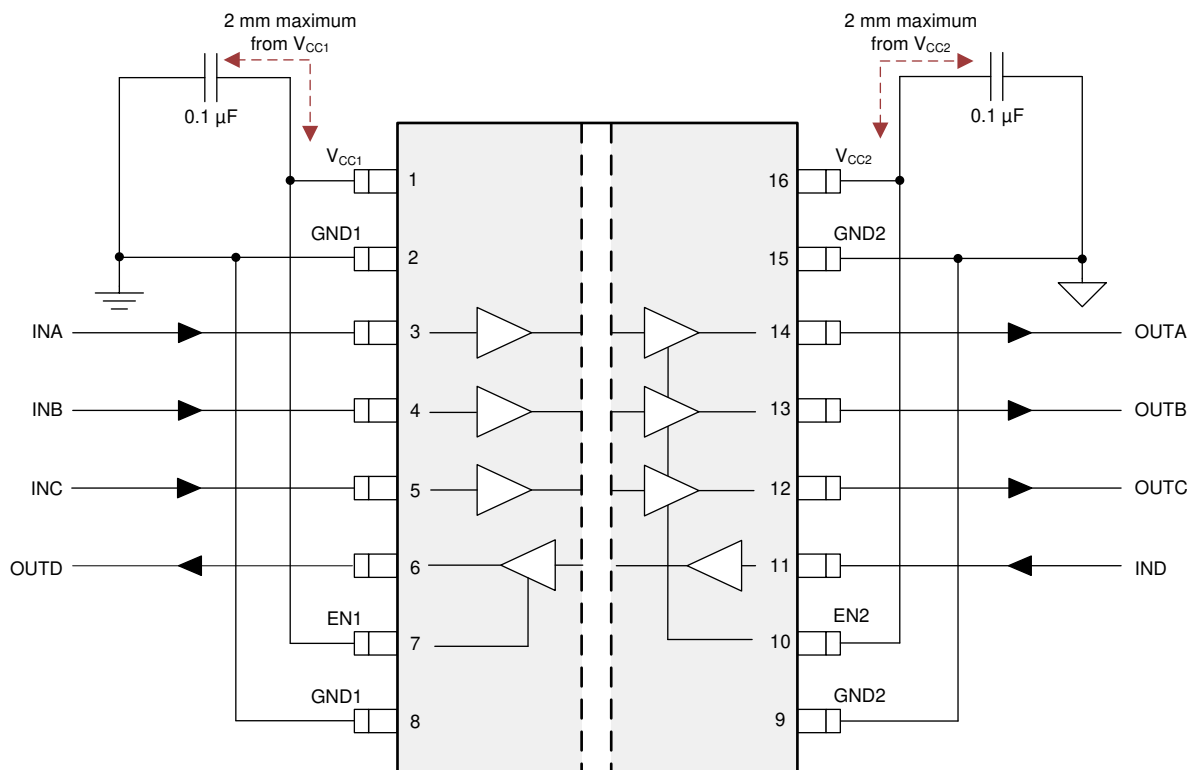 2 mm maximum
from VCC1
2 mm maximum
from VCC2
0.1 µF
0.1 µF
VCC1
1
16
VCC2
GND1
2
15
GND2
INA
3
14
OUTA
INB
4
13
OUTB
INC
5
12
OUTC
OUTD
6
11
IND
EN1
7
10
EN2
GND1
8
9
GND2